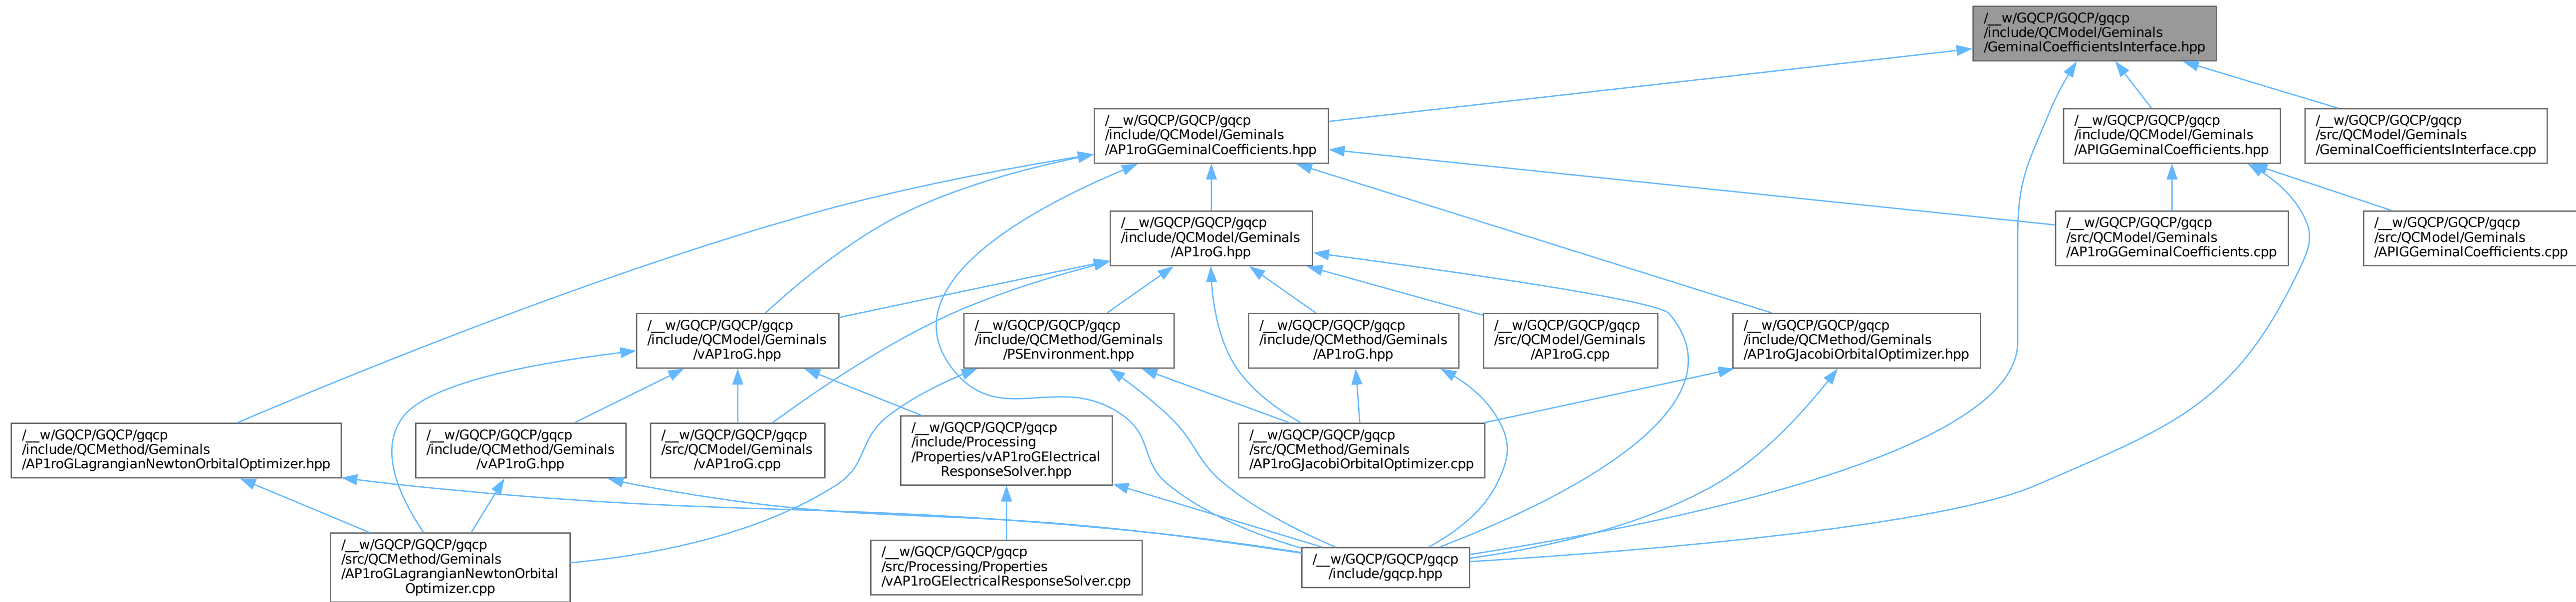 /__w/GQCP/GQCP/gqcp
/include/QCModel/Geminals
/GeminalCoefficientsInterface.hpp
/__w/GQCP/GQCP/gqcp
/include/QCModel/Geminals
/AP1roGGeminalCoefficients.hpp
/__w/GQCP/GQCP/gqcp
/include/QCModel/Geminals
/APIGGeminalCoefficients.hpp
/__w/GQCP/GQCP/gqcp
/src/QCModel/Geminals
/GeminalCoefficientsInterface.cpp
/__w/GQCP/GQCP/gqcp
/include/QCModel/Geminals
/AP1roG.hpp
/__w/GQCP/GQCP/gqcp
/src/QCModel/Geminals
/AP1roGGeminalCoefficients.cpp
/__w/GQCP/GQCP/gqcp
/src/QCModel/Geminals
/APIGGeminalCoefficients.cpp
/__w/GQCP/GQCP/gqcp
/include/QCModel/Geminals
/vAP1roG.hpp
/__w/GQCP/GQCP/gqcp
/include/QCMethod/Geminals
/PSEnvironment.hpp
/__w/GQCP/GQCP/gqcp
/include/QCMethod/Geminals
/AP1roG.hpp
/__w/GQCP/GQCP/gqcp
/src/QCModel/Geminals
/AP1roG.cpp
/__w/GQCP/GQCP/gqcp
/include/QCMethod/Geminals
/AP1roGJacobiOrbitalOptimizer.hpp
/__w/GQCP/GQCP/gqcp
/include/QCMethod/Geminals
/AP1roGLagrangianNewtonOrbitalOptimizer.hpp
/__w/GQCP/GQCP/gqcp
/include/QCMethod/Geminals
/vAP1roG.hpp
/__w/GQCP/GQCP/gqcp
/src/QCModel/Geminals
/vAP1roG.cpp
/__w/GQCP/GQCP/gqcp
/include/Processing
/Properties/vAP1roGElectrical
ResponseSolver.hpp
/__w/GQCP/GQCP/gqcp
/src/QCMethod/Geminals
/AP1roGJacobiOrbitalOptimizer.cpp
/__w/GQCP/GQCP/gqcp
/src/QCMethod/Geminals
/AP1roGLagrangianNewtonOrbital
Optimizer.cpp
/__w/GQCP/GQCP/gqcp
/src/Processing/Properties
/vAP1roGElectricalResponseSolver.cpp
/__w/GQCP/GQCP/gqcp
/include/gqcp.hpp